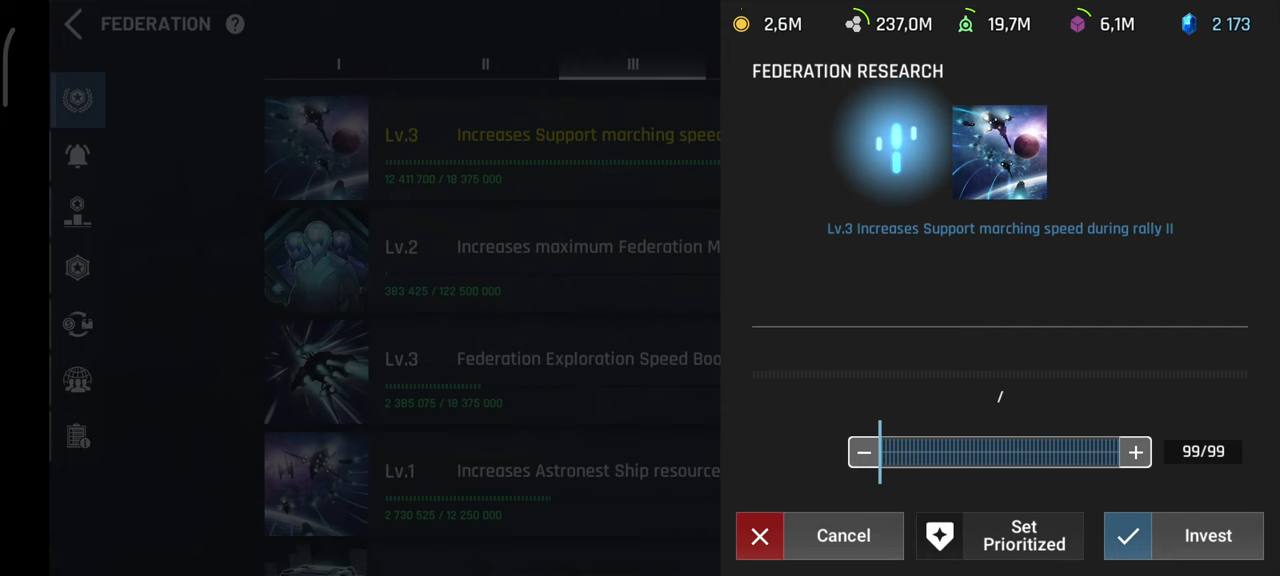 FEDERATION ?
2,6M 237,0M 19,7M 6,1M 2 173
I II III
FEDERATION RESEARCH
Lv.3 Increases Support marching speed
12 411 700 / 18 375 000
Lv.2 Increases maximum Federation M
383 425 / 122 500 000
Lv.3 Federation Exploration Speed Boo
2 385 075 / 18 375 000
Lv.1 Increases Astronest Ship resource
2 730 525 / 12 250 000
Lv.3 Increases Support marching speed during rally II
/
− + 99/99
Cancel
Set
Prioritized
Invest